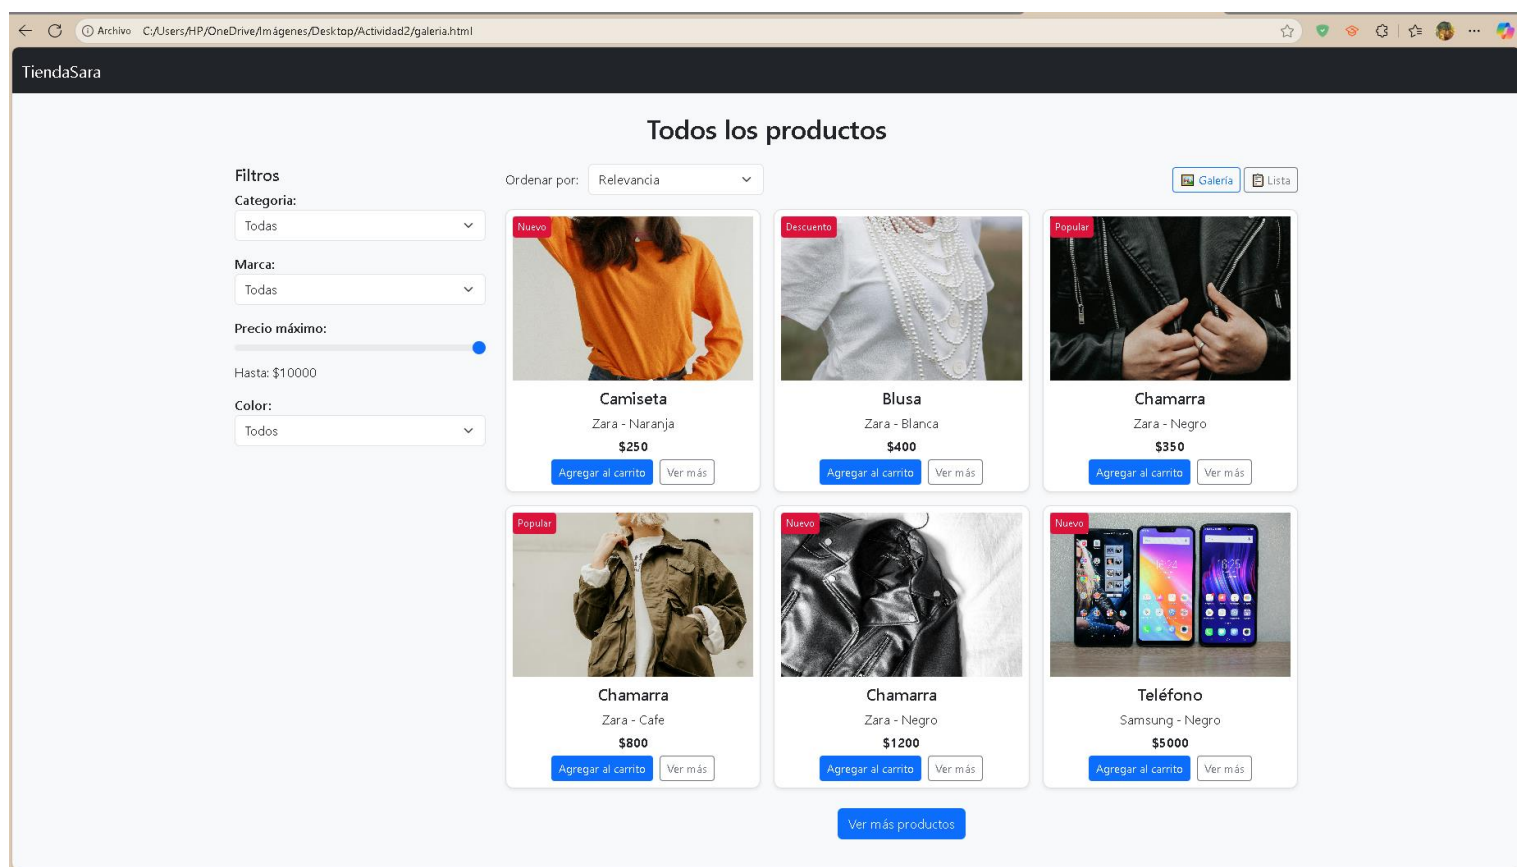 Archivo C:/Users/HP/OneDrive/Imágenes/Desktop/Actividad2/galeria.html
TiendaSara
Todos los productos
Filtros
Categoria:
Todas
Marca:
Todas
Precio máximo:
Hasta: $10000
Color:
Todos
Ordenar por: Relevancia
Galería Lista
Nuevo
Camiseta
Zara - Naranja
$250
Agregar al carrito Ver más
Descuento
Blusa
Zara - Blanca
$400
Agregar al carrito Ver más
Popular
Chamarra
Zara - Negro
$350
Agregar al carrito Ver más
Popular
Chamarra
Zara - Cafe
$800
Agregar al carrito Ver más
Nuevo
Chamarra
Zara - Negro
$1200
Agregar al carrito Ver más
Nuevo
Teléfono
Samsung - Negro
$5000
Agregar al carrito Ver más
Ver más productos